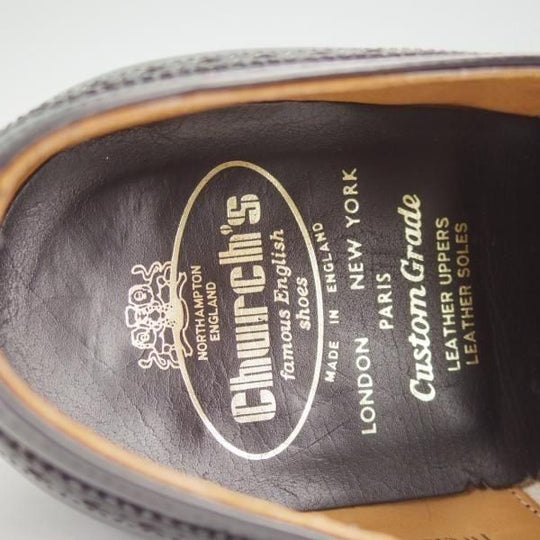 NORTHAMPTON
ENGLAND
Church's
famous English
shoes
MADE IN ENGLAND
LONDON NEW YORK
PARIS
Custom Grade
LEATHER UPPERS
LEATHER SOLES